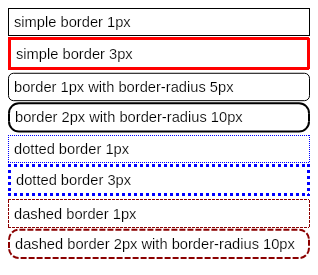 simple border 1px
simple border 3px
border 1px with border-radius 5px
border 2px with border-radius 10px
dotted border 1px
dotted border 3px
dashed border 1px
dashed border 2px with border-radius 10px